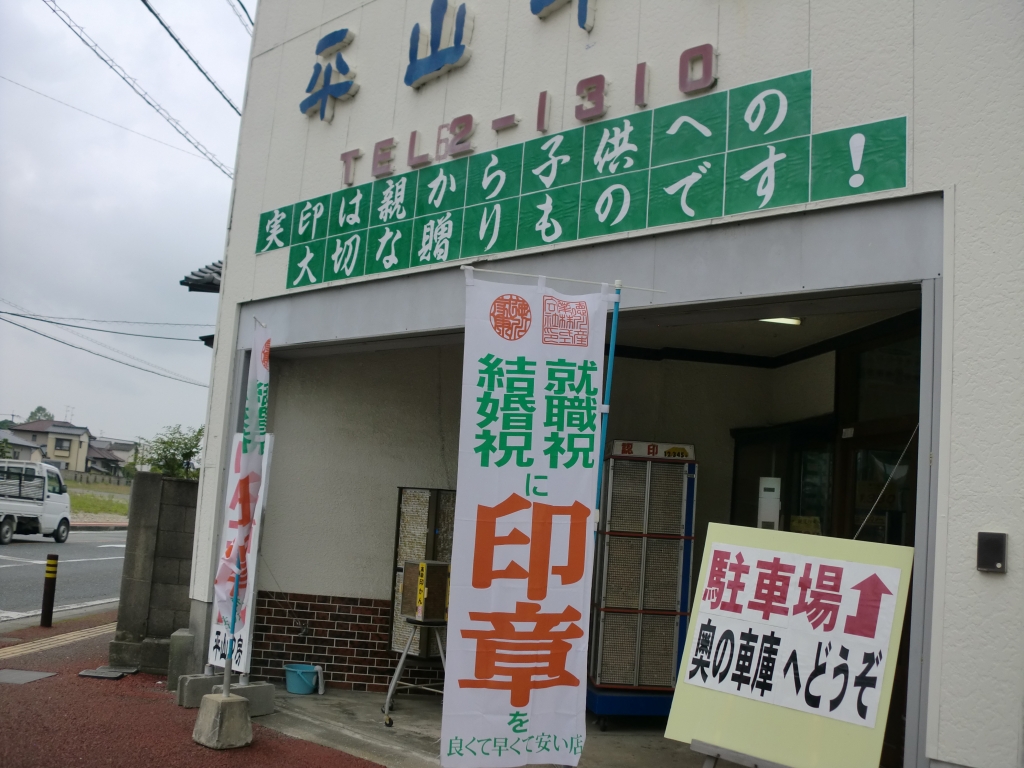 平山印
TEL 62-1310
実印は親から子供への
大切な贈りものです!
就職祝
結婚祝
に
印章
を
良くて早くて安い店
認印
駐車場
奥の車庫へどうぞ
平山印房